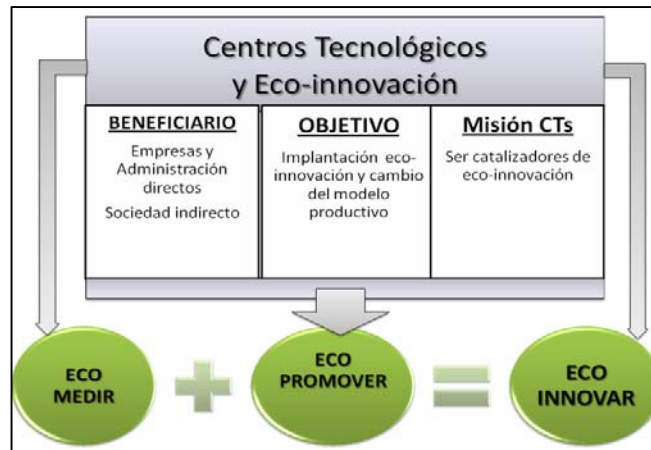 Centros Tecnológicos
y Eco-innovación
BENEFICIARIO
Empresas y
Administración
directos
Sociedad indirecto
OBJETIVO
Implantación eco-
innovación y cambio
del modelo
productivo
Misión CTs
Ser catalizadores de
eco-innovación
ECO
MEDIR
+
ECO
PROMOVER
=
ECO
INNOVAR